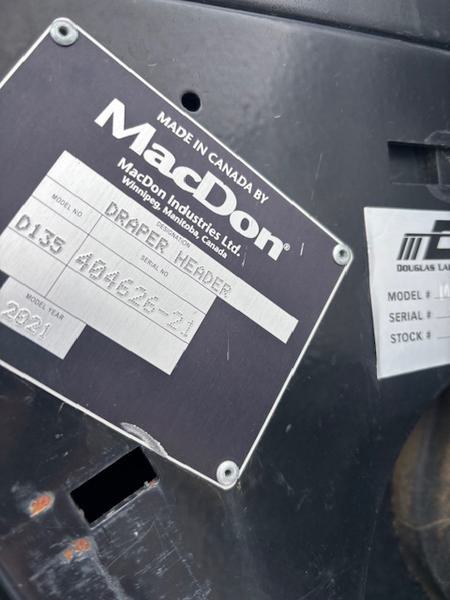 MADE IN CANADA BY
MacDon®
MacDon Industries Ltd.
Winnipeg, Manitoba, Canada
MODEL NO
DESIGNATION
DRAPER HEADER
D135
SERIAL NO
404626-21
MODEL YEAR
2021
DOUGLAS
MODEL #
SERIAL #
STOCK #